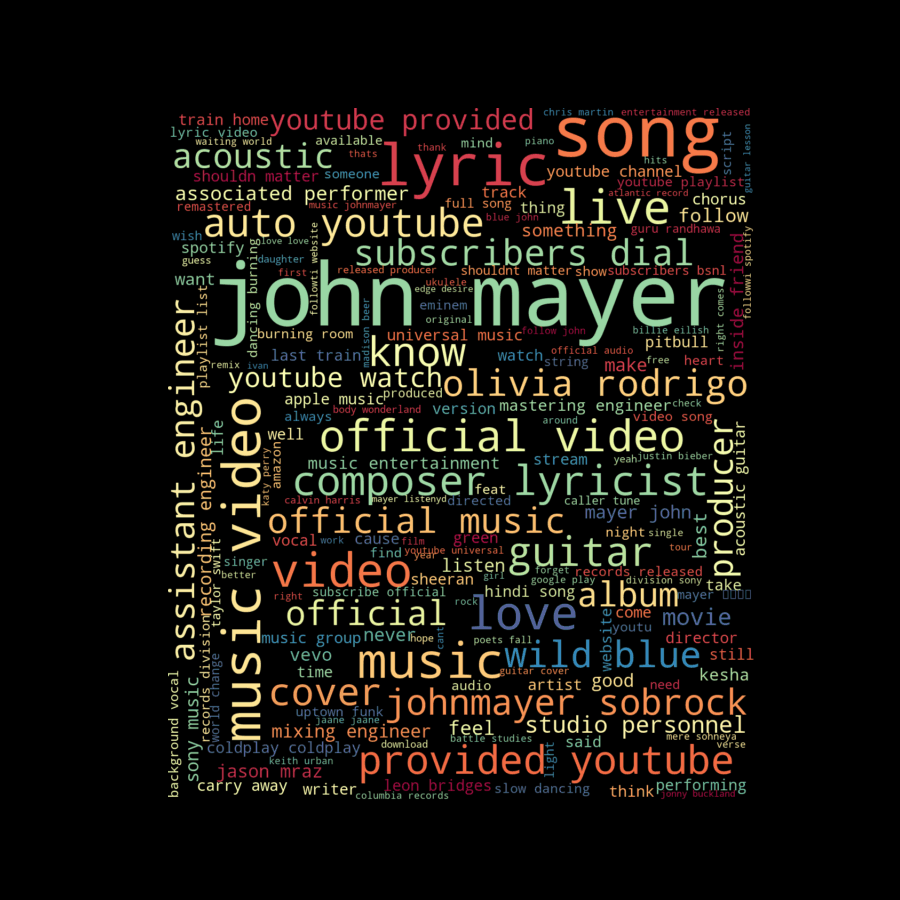 chris martin entertainment released
train home youtube provided song
lyric video
waiting world available thank mind piano
acoustic thats lyric hits script guitar lesson
shouldn matter someone youtube channel
youtube playlist
associated performer track atlantic record chorus
remastered music johnmayer full song thing live follow
auto youtube blue john something guru randhawa
wish love love
spotify followti website subscribers dial inside friend
guess daughter
want first released producer shouldnt matter show subscribers bsnl followwi spotify
john mayer
ukulele
edge desire
dancing burning madison beer eminem right comes
original
burning room universal music follow john billie eilish pitbull
last train know watch official audio make free heart
remix ivan string
playlist list
youtube watch olivia rodrigo
apple music produced mastering engineer check
body wonderland version video song
always around
life well official video yeah justin bieber
music entertainment stream
assistant engineer
music video
composer lyricist producer
acoustic guitar
katy perry amazon feat
calvin harris mayer listenyd directed caller tune
official music mayer john best
vocal cause green night single
work film tour
find youtube universal guitar
year
singer video listen
better sheeran girl forget records released
google play division sony take
recording engineer
taylor swift
subscribe official hindi song album mayer
right rock
official love movie
come
website youtu
music group never hope cant poets fall director
vevo music wild blue still
time guitar cover kesha
records division
world change
cover audio artist good need
johnmayer sobrock
uptown funk
jaane jaane
mixing engineer feel studio personnel
battle studies said mere sohneya
coldplay coldplay download verse
background vocal
sony music
keith urban provided youtube light
jason mraz
carry away writer leon bridges slow dancing think performing
columbia records jonny buckland